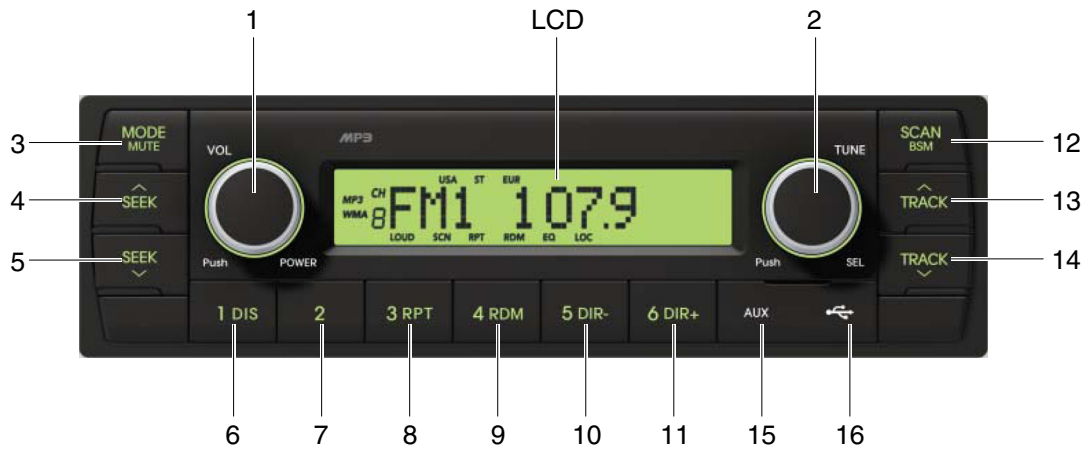 1 LCD 2
MODE
MUTE
VOL
MP3
TUNE
SCAN
BSM
3
12
SEEK
4
USA ST EUR
MP3 CH
WMA 8 FM1 107.9
LOUD SCN RPT RDM EQ LOC
TRACK
13
SEEK
5
Push POWER
Push SEL
TRACK
14
1 DIS 2 3 RPT 4 RDM 5 DIR- 6 DIR+ AUX
6 7 8 9 10 11 15 16